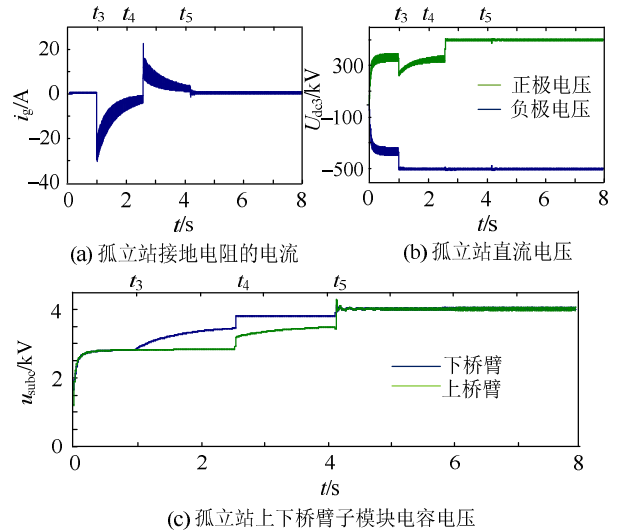 t3 t4 t5
20
0
−20
−40
ig/A
0 2 4 6 8
t/s
(a) 孤立站接地电阻的电流
t3 t4 t5
300
−100
−500
Udc3/kV
正极电压
负极电压
0 2 4 6 8
t/s
(b) 孤立站直流电压
t3 t4 t5
4
2
0
usubc/kV
下桥臂
上桥臂
0 2 4 6 8
t/s
(c) 孤立站上下桥臂子模块电容电压